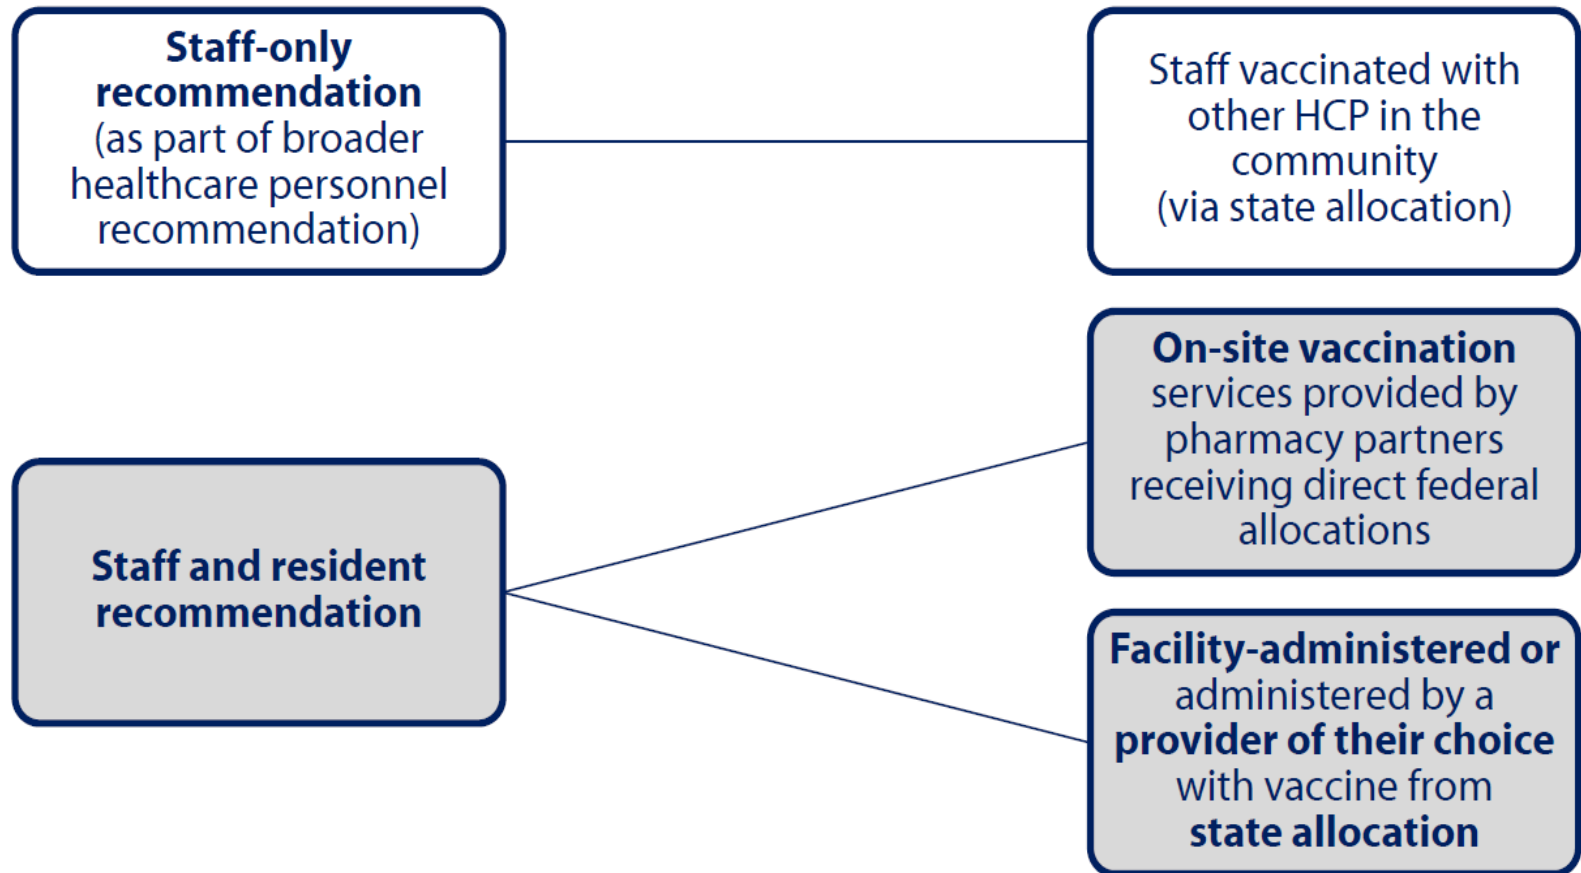 Staff-only
recommendation
(as part of broader
healthcare personnel
recommendation)
Staff vaccinated with
other HCP in the
community
(via state allocation)
Staff and resident
recommendation
On-site vaccination
services provided by
pharmacy partners
receiving direct federal
allocations
Facility-administered or
administered by a
provider of their choice
with vaccine from
state allocation